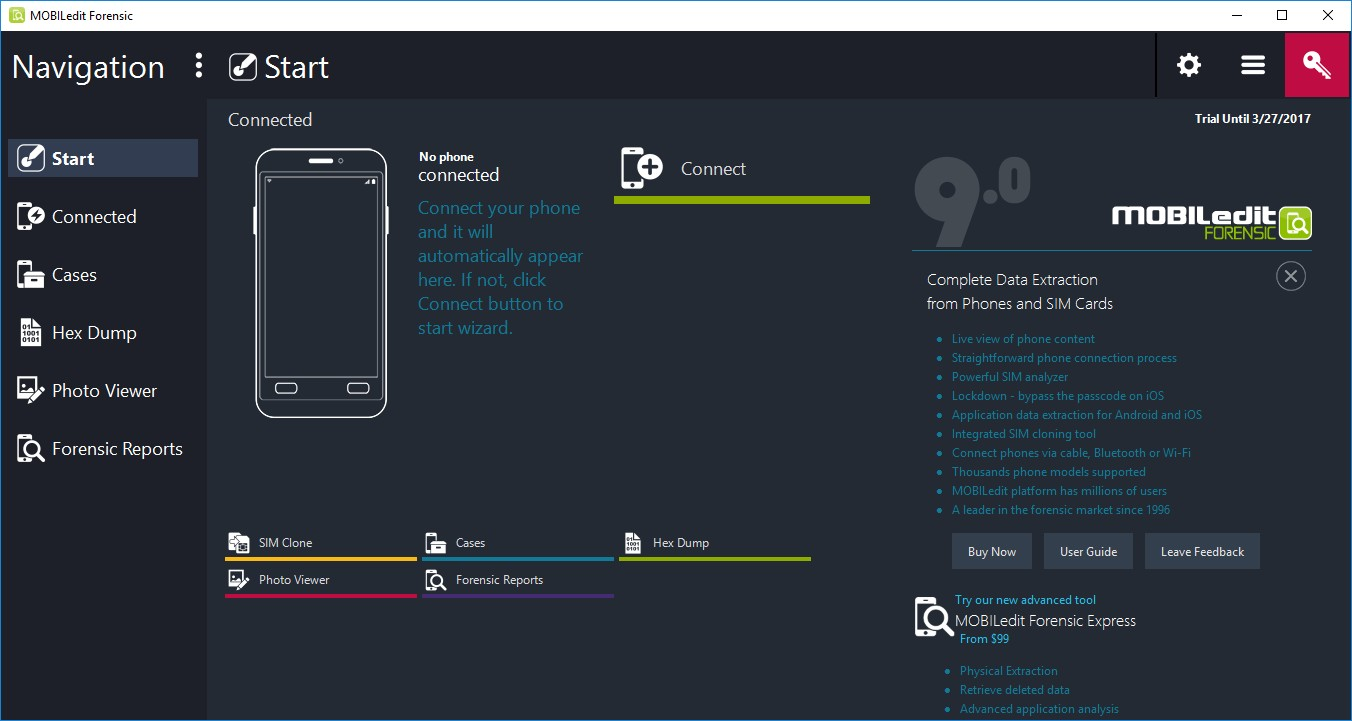 MOBILedit Forensic
Navigation
Start
Start
Connected
Cases
Hex Dump
Photo Viewer
Forensic Reports
Connected
No phone
connected
Connect your phone
and it will
automatically appear
here. If not, click
Connect button to
start wizard.
Connect
SIM Clone
Cases
Hex Dump
Photo Viewer
Forensic Reports
Trial Until 3/27/2017
9.0
MOBILedit
FORENSIC
Complete Data Extraction
from Phones and SIM Cards
Live view of phone content
Straightforward phone connection process
Powerful SIM analyzer
Lockdown - bypass the passcode on iOS
Application data extraction for Android and iOS
Integrated SIM cloning tool
Connect phones via cable, Bluetooth or Wi-Fi
Thousands phone models supported
MOBILedit platform has millions of users
A leader in the forensic market since 1996
Buy Now
User Guide
Leave Feedback
Try our new advanced tool
MOBILedit Forensic Express
From $99
Physical Extraction
Retrieve deleted data
Advanced application analysis